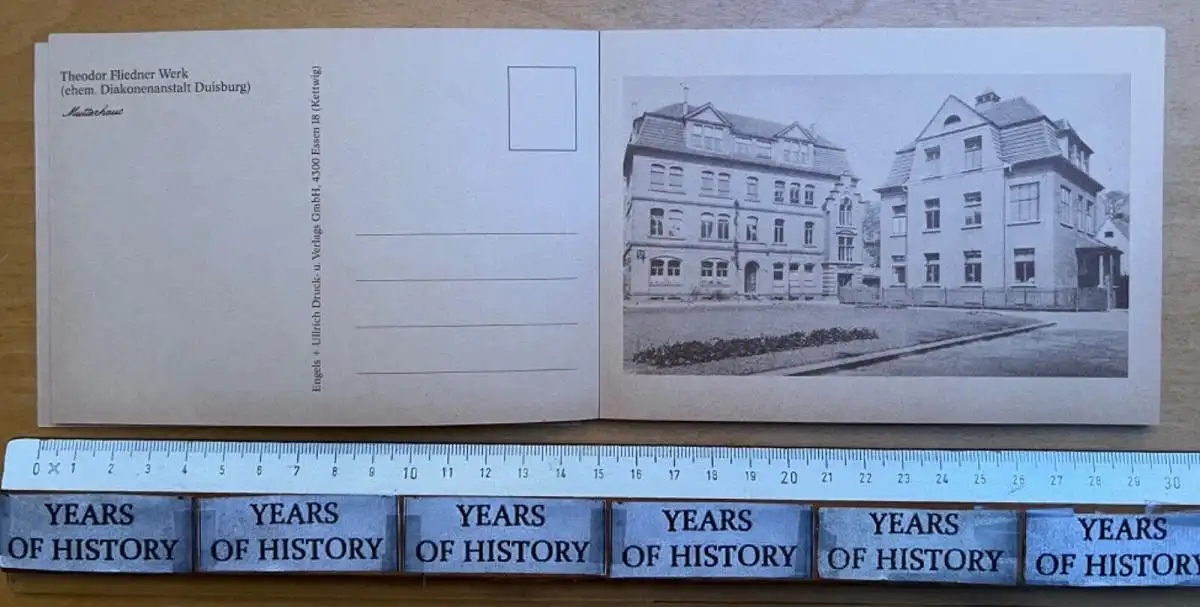 Theodor Fliedner Werk
(ehem. Diakonenanstalt Duisburg)
Mutterhaus
Engels + Ullrich Druck- u. Verlags GmbH, 4300 Essen 18 (Kettwig)
0 1 2 3 4 5 6 7 8 9 10 11 12 13 14 15 16 17 18 19 20 21 22 23 24 25 26 27 28 29 30
YEARS
OF HISTORY
YEARS
OF HISTORY
YEARS
OF HISTORY
YEARS
OF HISTORY
YEARS
OF HISTORY
YEARS
OF HISTORY